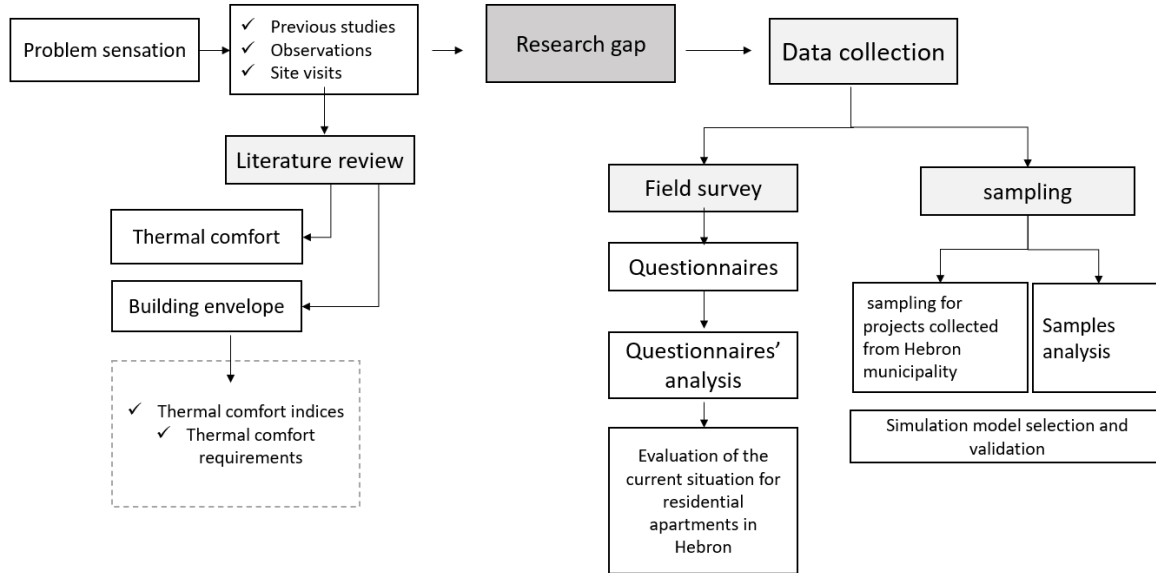 Problem sensation
✓ Previous studies
✓ Observations
✓ Site visits
Research gap
Data collection
Literature review
Thermal comfort
Building envelope
✓ Thermal comfort indices
✓ Thermal comfort
requirements
Field survey
Questionnaires
Questionnaires’
analysis
Evaluation of the
current situation for
residential
apartments in
Hebron
sampling
sampling for
projects collected
from Hebron
municipality
Samples
analysis
Simulation model selection and
validation